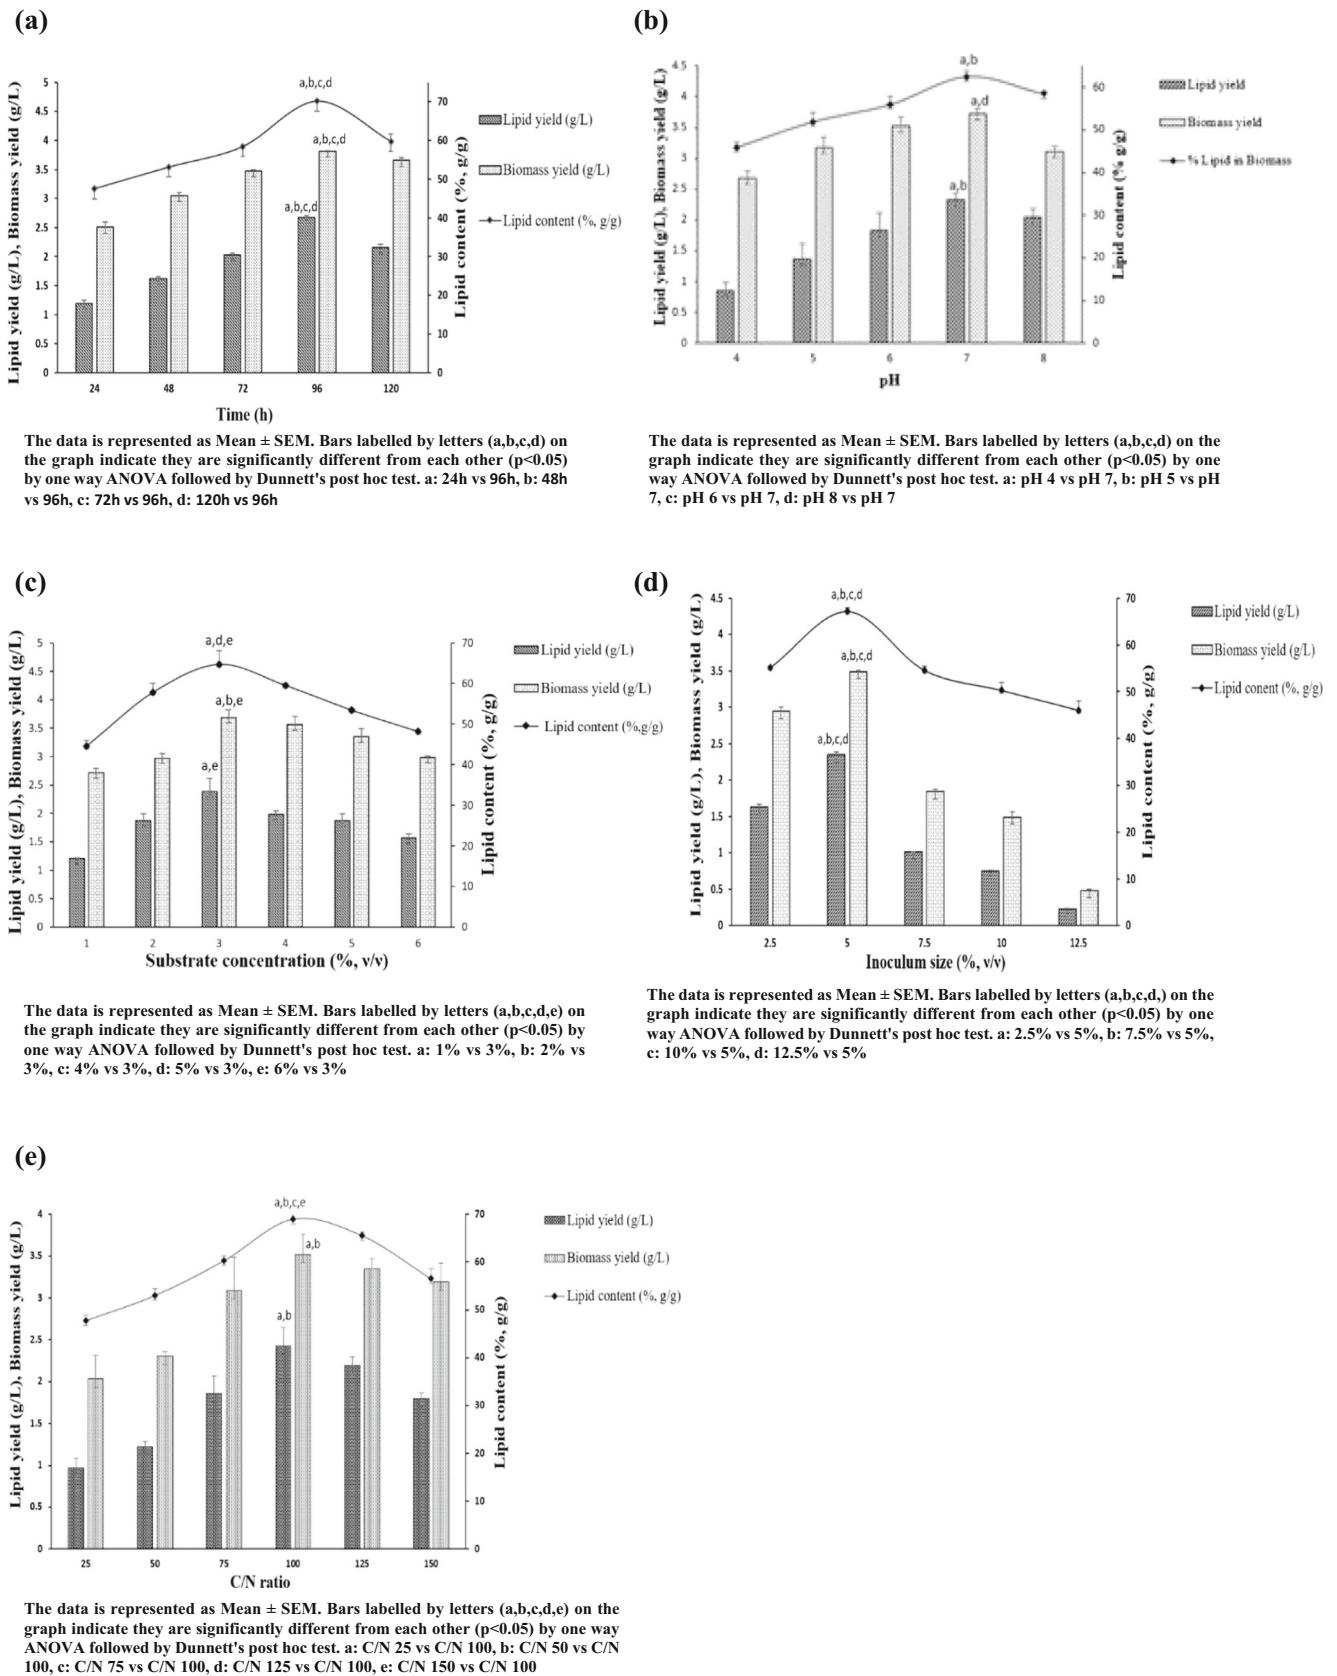 (a)
Lipid yield (g/L), Biomass yield (g/L)
5
4.5
4
3.5
3
2.5
2
1.5
1
0.5
0
a,b,c,d
a,b,c,d
a,b,c,d
70
60
50
40
30
20
10
0
Lipid content (%, g/g)
24 48 72 96 120
Time (h)
Lipid yield (g/L)
Biomass yield (g/L)
Lipid content (%, g/g)
The data is represented as Mean ± SEM. Bars labelled by letters (a,b,c,d) on
the graph indicate they are significantly different from each other (p<0.05)
by one way ANOVA followed by Dunnett's post hoc test. a: 24h vs 96h, b: 48h
vs 96h, c: 72h vs 96h, d: 120h vs 96h
(b)
Lipid yield (g/L), Biomass yield (g/L)
4.5
4
3.5
3
2.5
2
1.5
1
0.5
0
a,b
a,d
a,b
60
50
40
30
20
10
0
Lipid content (% g/g)
4 5 6 7 8
pH
Lipid yield
Biomass yield
% Lipid in Biomass
The data is represented as Mean ± SEM. Bars labelled by letters (a,b,c,d) on the
graph indicate they are significantly different from each other (p<0.05) by one
way ANOVA followed by Dunnett's post hoc test. a: pH 4 vs pH 7, b: pH 5 vs pH
7, c: pH 6 vs pH 7, d: pH 8 vs pH 7
(c)
Lipid yield (g/L), Biomass yield (g/L)
5
4.5
4
3.5
3
2.5
2
1.5
1
0.5
0
a,d,e
a,b,e
a,e
70
60
50
40
30
20
10
0
Lipid content (%, g/g)
1 2 3 4 5 6
Substrate concentration (%, v/v)
Lipid yield (g/L)
Biomass yield (g/L)
Lipid content (%,g/g)
The data is represented as Mean ± SEM. Bars labelled by letters (a,b,c,d,e) on
the graph indicate they are significantly different from each other (p<0.05) by
one way ANOVA followed by Dunnett's post hoc test. a: 1% vs 3%, b: 2% vs
3%, c: 4% vs 3%, d: 5% vs 3%, e: 6% vs 3%
(d)
Lipid yield (g/L), Biomass yield (g/L)
4.5
4
3.5
3
2.5
2
1.5
1
0.5
0
a,b,c,d
a,b,c,d
a,b,c,d
70
60
50
40
30
20
10
0
Lipid content (%, g/g)
2.5 5 7.5 10 12.5
Inoculum size (%, v/v)
Lipid yield (g/L)
Biomass yield (g/L)
Lipid conent (%, g/g)
The data is represented as Mean ± SEM. Bars labelled by letters (a,b,c,d,) on the
graph indicate they are significantly different from each other (p<0.05) by one
way ANOVA followed by Dunnett's post hoc test. a: 2.5% vs 5%, b: 7.5% vs 5%,
c: 10% vs 5%, d: 12.5% vs 5%
(e)
Lipid yield (g/L), Biomass yield (g/L)
4
3.5
3
2.5
2
1.5
1
0.5
0
a,b,c,e
a,b
a,b
70
60
50
40
30
20
10
0
Lipid content (%, g/g)
25 50 75 100 125 150
C/N ratio
Lipid yield (g/L)
Biomass yield (g/L)
Lipid content (%, g/g)
The data is represented as Mean ± SEM. Bars labelled by letters (a,b,c,d,e) on the
graph indicate they are significantly different from each other (p<0.05) by one way
ANOVA followed by Dunnett's post hoc test. a: C/N 25 vs C/N 100, b: C/N 50 vs C/N
100, c: C/N 75 vs C/N 100, d: C/N 125 vs C/N 100, e: C/N 150 vs C/N 100